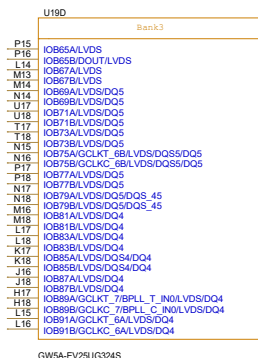 U19D
Bank3
P15 IOB65A/LVDS
P16 IOB65B/DOUT/LVDS
L14 IOB67A/LVDS
M13 IOB67B/LVDS
M14 IOB69A/LVDS/DQ5
N14 IOB69B/LVDS/DQ5
U17 IOB71A/LVDS/DQ5
U18 IOB71B/LVDS/DQ5
T17 IOB73A/LVDS/DQ5
T18 IOB73B/LVDS/DQ5
N15 IOB75A/GCLKT_6B/LVDS/DQS5/DQ5
N16 IOB75B/GCLKC_6B/LVDS/DQS5/DQ5
P17 IOB77A/LVDS/DQ5
P18 IOB77B/LVDS/DQ5
N17 IOB79A/LVDS/DQ5/DQS_45
N18 IOB79B/LVDS/DQ5/DQS_45
M16 IOB81A/LVDS/DQ4
M18 IOB81B/LVDS/DQ4
L17 IOB83A/LVDS/DQ4
L18 IOB83B/LVDS/DQ4
K17 IOB85A/LVDS/DQS4/DQ4
K18 IOB85B/LVDS/DQS4/DQ4
J16 IOB87A/LVDS/DQ4
J18 IOB87B/LVDS/DQ4
H17 IOB89A/GCLKT_7/BPLL_T_IN0/LVDS/DQ4
H18 IOB89B/GCLKC_7/BPLL_C_IN0/LVDS/DQ4
L15 IOB91A/GCLKT_6A/LVDS/DQ4
L16 IOB91B/GCLKC_6A/LVDS/DQ4
GW5A-EV25UG324S